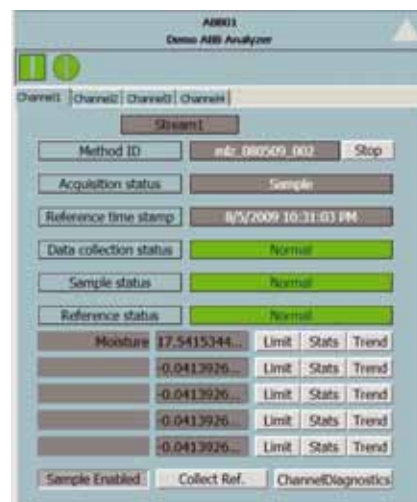 ABB01
Demo ABB Analyzer
Channel1 Channel2 Channel3 Channel4
Stream1
Method ID mlr_080509_002 Stop
Acquisition status Sample
Reference time stamp 8/5/2009 10:31:03 PM
Data collection status Normal
Sample status Normal
Reference status Normal
Moisture 17.5415344... Limit Stats Trend
-0.0413926... Limit Stats Trend
-0.0413926... Limit Stats Trend
-0.0413926... Limit Stats Trend
-0.0413926... Limit Stats Trend
Sample Enabled Collect Ref. ChannelDiagnostics